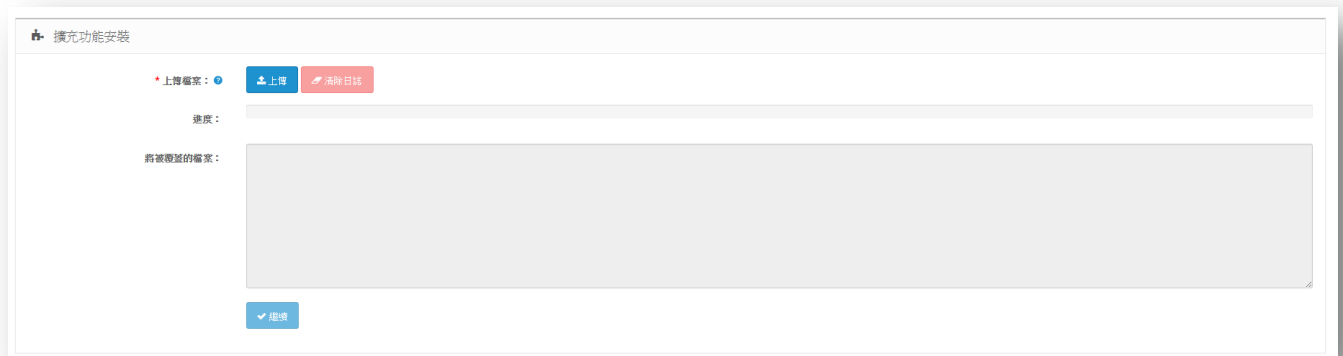 擴充功能安裝
* 上傳檔案：
上傳 清除日誌
進度：
將被覆蓋的檔案：
繼續